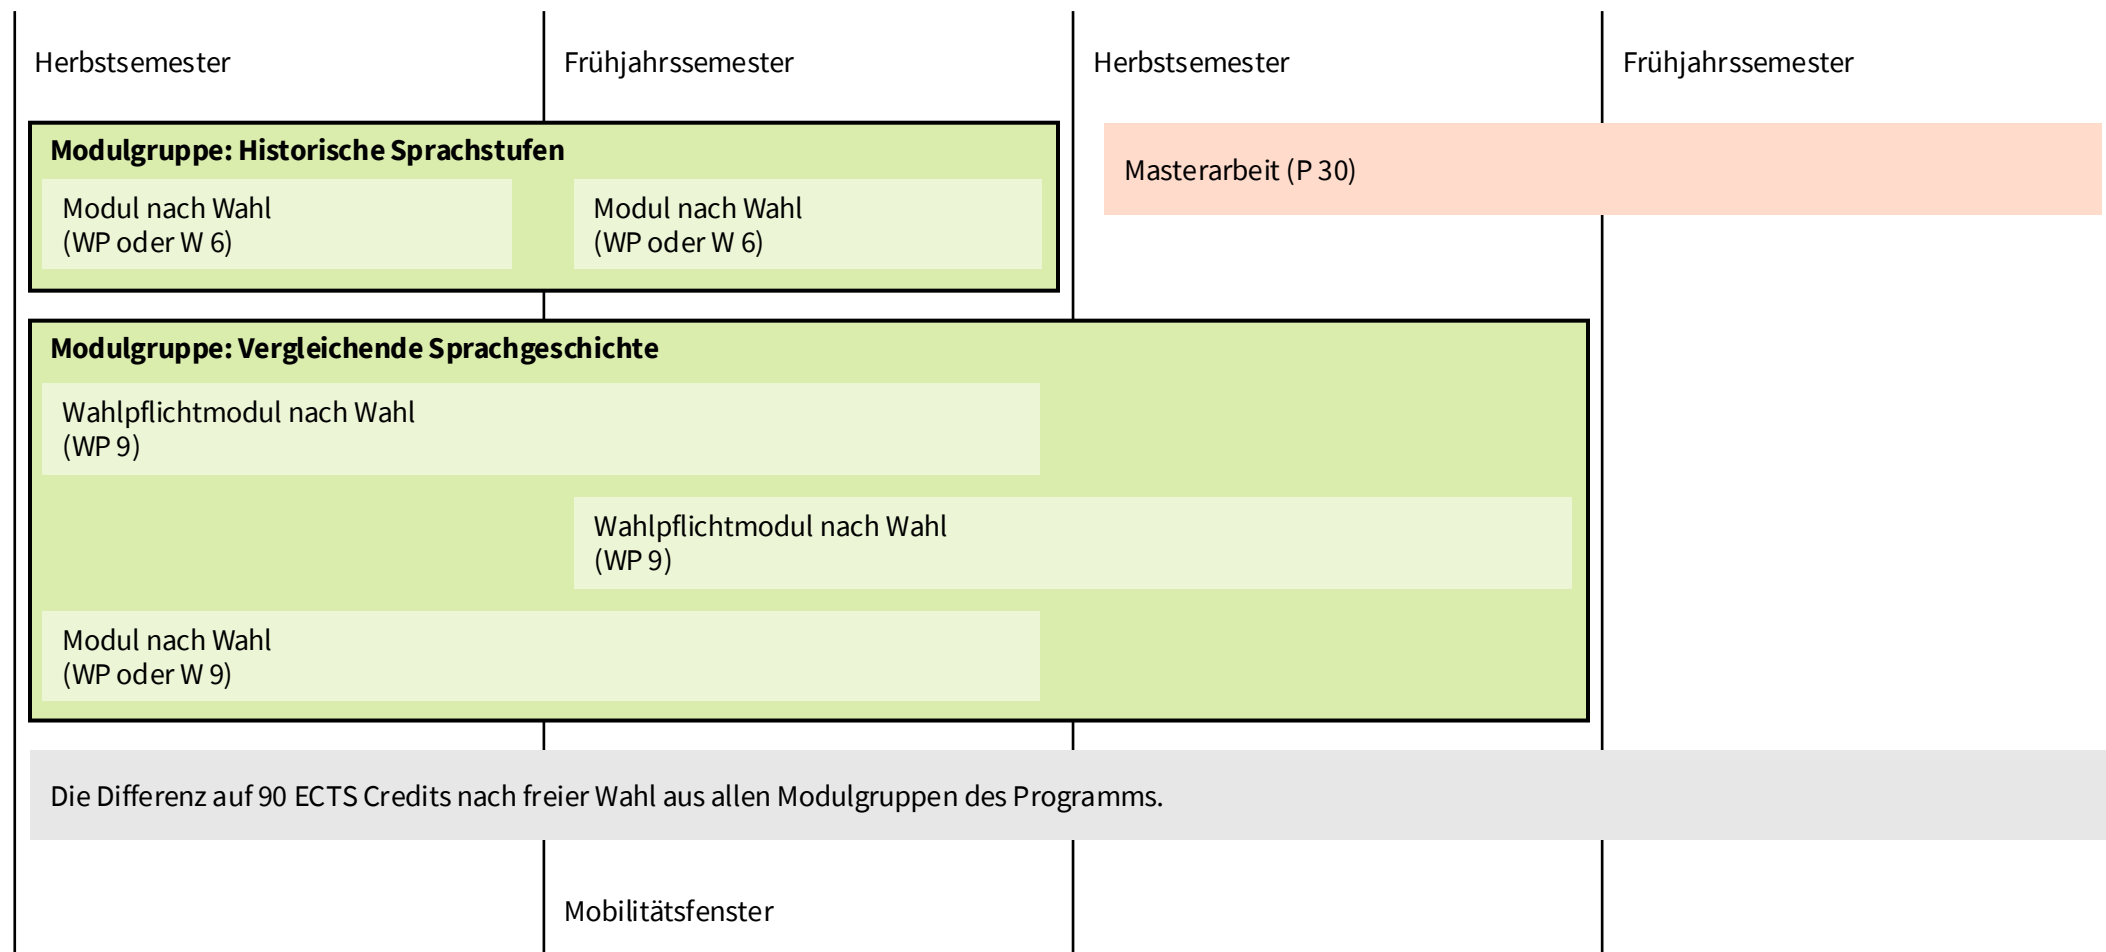 Herbstsemester
Frühjahrssemester
Herbstsemester
Frühjahrssemester
Modulgruppe: Historische Sprachstufen
Modul nach Wahl
(WP oder W 6)
Modul nach Wahl
(WP oder W 6)
Masterarbeit (P 30)
Modulgruppe: Vergleichende Sprachgeschichte
Wahlpflichtmodul nach Wahl
(WP 9)
Wahlpflichtmodul nach Wahl
(WP 9)
Modul nach Wahl
(WP oder W 9)
Die Differenz auf 90 ECTS Credits nach freier Wahl aus allen Modulgruppen des Programms.
Mobilitätsfenster